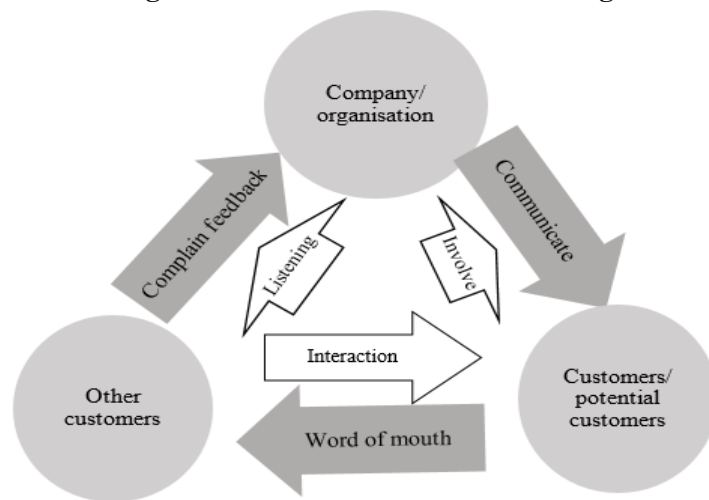 Company/
organisation
Complain feedback
Communicate
Listening
Involve
Interaction
Other
customers
Customers/
potential
customers
Word of mouth